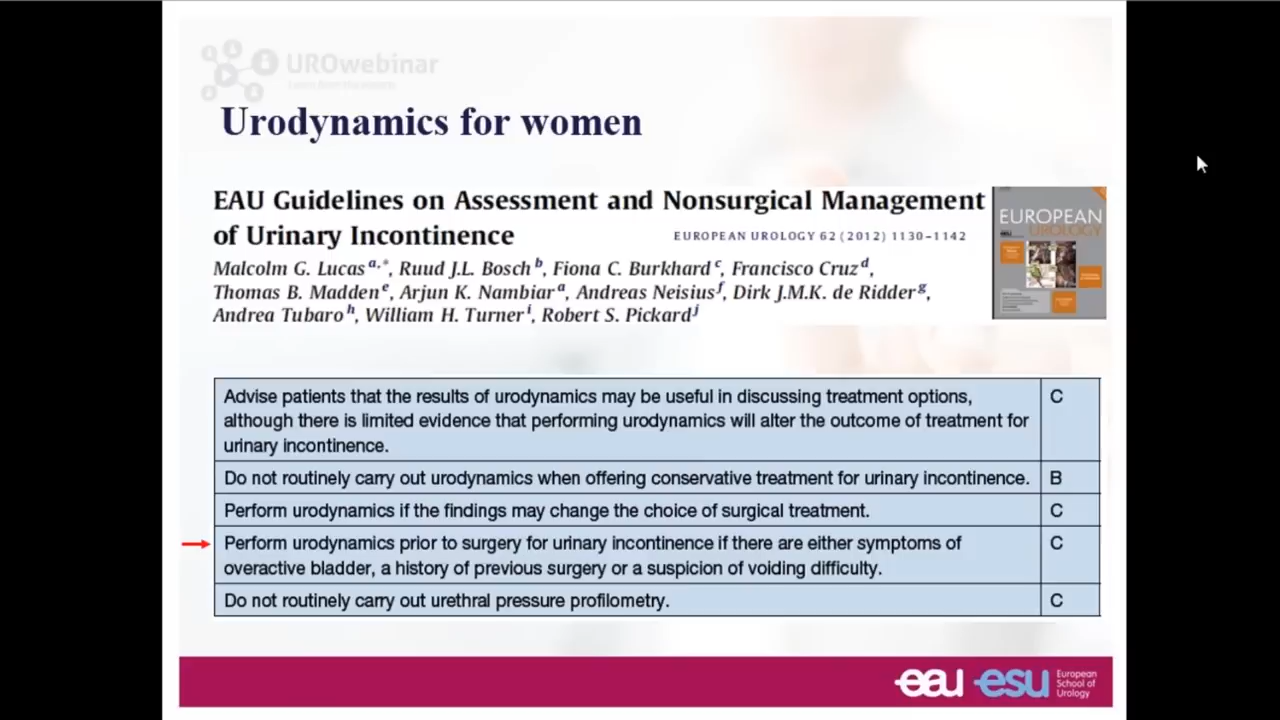 UROwebinar
Urodynamics for women
EAU Guidelines on Assessment and Nonsurgical Management
of Urinary Incontinence
EUROPEAN UROLOGY 62 (2012) 1130–1142
Malcolm G. Lucas a,*, Ruud J.L. Bosch b, Fiona C. Burkhard c, Francisco Cruz d,
Thomas B. Madden e, Arjun K. Nambiar a, Andreas Neisius f, Dirk J.M.K. de Ridder g,
Andrea Tubaro h, William H. Turner i, Robert S. Pickard j
EUROPEAN
UROLOGY
Advise patients that the results of urodynamics may be useful in discussing treatment options, C
although there is limited evidence that performing urodynamics will alter the outcome of treatment for
urinary incontinence.
Do not routinely carry out urodynamics when offering conservative treatment for urinary incontinence. B
Perform urodynamics if the findings may change the choice of surgical treatment. C
Perform urodynamics prior to surgery for urinary incontinence if there are either symptoms of C
overactive bladder, a history of previous surgery or a suspicion of voiding difficulty.
Do not routinely carry out urethral pressure profilometry. C
eau esu
European
School of
Urology